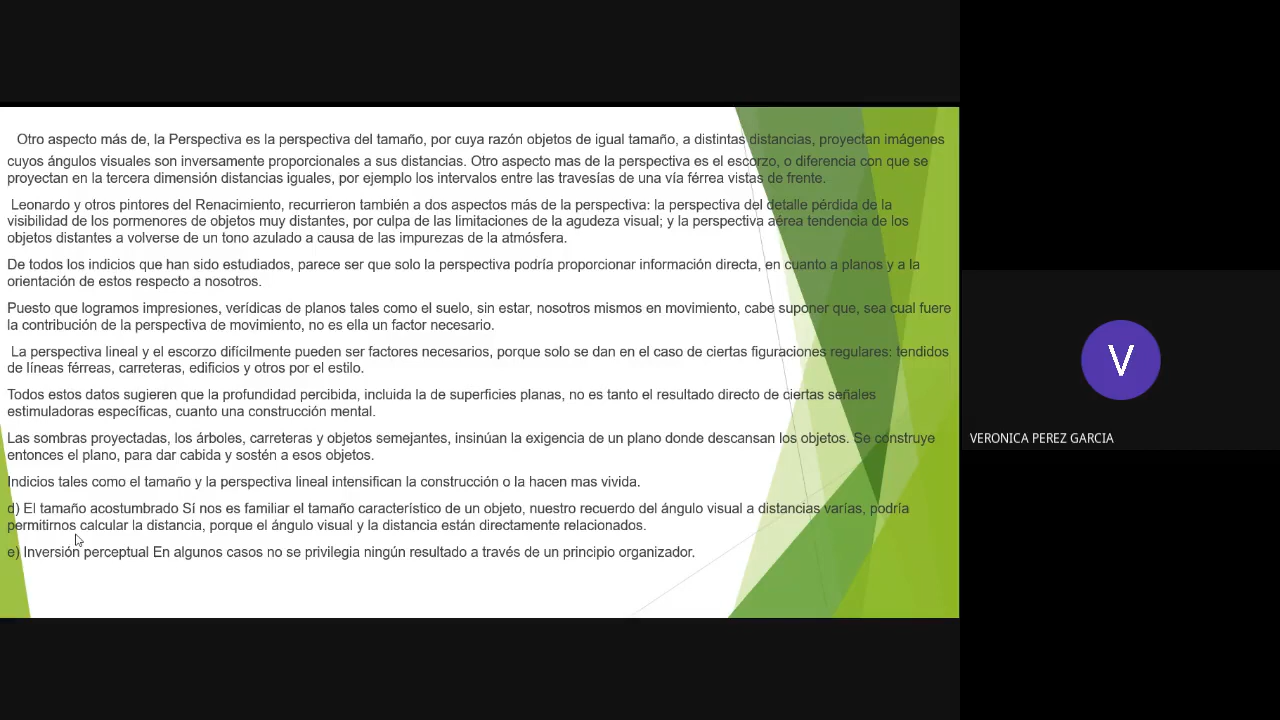 Otro aspecto más de, la Perspectiva es la perspectiva del tamaño, por cuya razón objetos de igual tamaño, a distintas distancias, proyectan imágenes
cuyos ángulos visuales son inversamente proporcionales a sus distancias. Otro aspecto mas de la perspectiva es el escorzo, o diferencia con que se
proyectan en la tercera dimensión distancias iguales, por ejemplo los intervalos entre las travesías de una vía férrea vistas de frente.
Leonardo y otros pintores del Renacimiento, recurrieron también a dos aspectos más de la perspectiva: la perspectiva del detalle pérdida de la
visibilidad de los pormenores de objetos muy distantes, por culpa de las limitaciones de la agudeza visual; y la perspectiva aérea tendencia de los
objetos distantes a volverse de un tono azulado a causa de las impurezas de la atmósfera.
De todos los indicios que han sido estudiados, parece ser que solo la perspectiva podría proporcionar información directa, en cuanto a planos y a la
orientación de estos respecto a nosotros.
Puesto que logramos impresiones, verídicas de planos tales como el suelo, sin estar, nosotros mismos en movimiento, cabe suponer que, sea cual fuere
la contribución de la perspectiva de movimiento, no es ella un factor necesario.
La perspectiva lineal y el escorzo difícilmente pueden ser factores necesarios, porque solo se dan en el caso de ciertas figuraciones regulares: tendidos
de líneas férreas, carreteras, edificios y otros por el estilo.
Todos estos datos sugieren que la profundidad percibida, incluida la de superficies planas, no es tanto el resultado directo de ciertas señales
estimuladoras específicas, cuanto una construcción mental.
Las sombras proyectadas, los árboles, carreteras y objetos semejantes, insinúan la exigencia de un plano donde descansan los objetos. Se construye
entonces el plano, para dar cabida y sostén a esos objetos.
Indicios tales como el tamaño y la perspectiva lineal intensifican la construcción o la hacen mas vivida.
d) El tamaño acostumbrado Sí nos es familiar el tamaño característico de un objeto, nuestro recuerdo del ángulo visual a distancias varías, podría
permitirnos calcular la distancia, porque el ángulo visual y la distancia están directamente relacionados.
e) Inversión perceptual En algunos casos no se privilegia ningún resultado a través de un principio organizador.
V
VERONICA PEREZ GARCIA